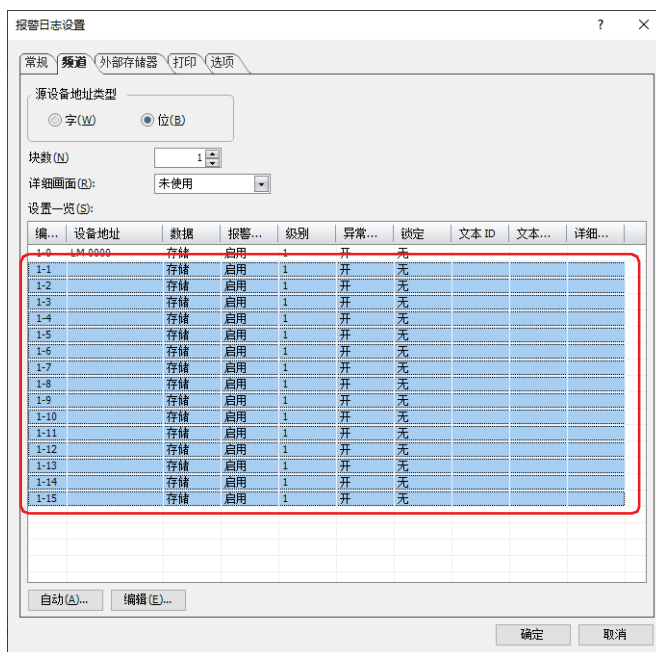 报警日志设置 ?
常规 频道 外部存储器 打印 选项
源设备地址类型
字(W) 位(B)
块数(N) 1
详细画面(R): 未使用
设置一览(S):
编... 设备地址 数据 报警... 级别 异常... 锁定 文本 ID 文本... 详细...
1-0 LM 0000 存储 启用 1 开 无
1-1 存储 启用 1 开 无
1-2 存储 启用 1 开 无
1-3 存储 启用 1 开 无
1-4 存储 启用 1 开 无
1-5 存储 启用 1 开 无
1-6 存储 启用 1 开 无
1-7 存储 启用 1 开 无
1-8 存储 启用 1 开 无
1-9 存储 启用 1 开 无
1-10 存储 启用 1 开 无
1-11 存储 启用 1 开 无
1-12 存储 启用 1 开 无
1-13 存储 启用 1 开 无
1-14 存储 启用 1 开 无
1-15 存储 启用 1 开 无
自动(A)... 编辑(E)...
确定 取消